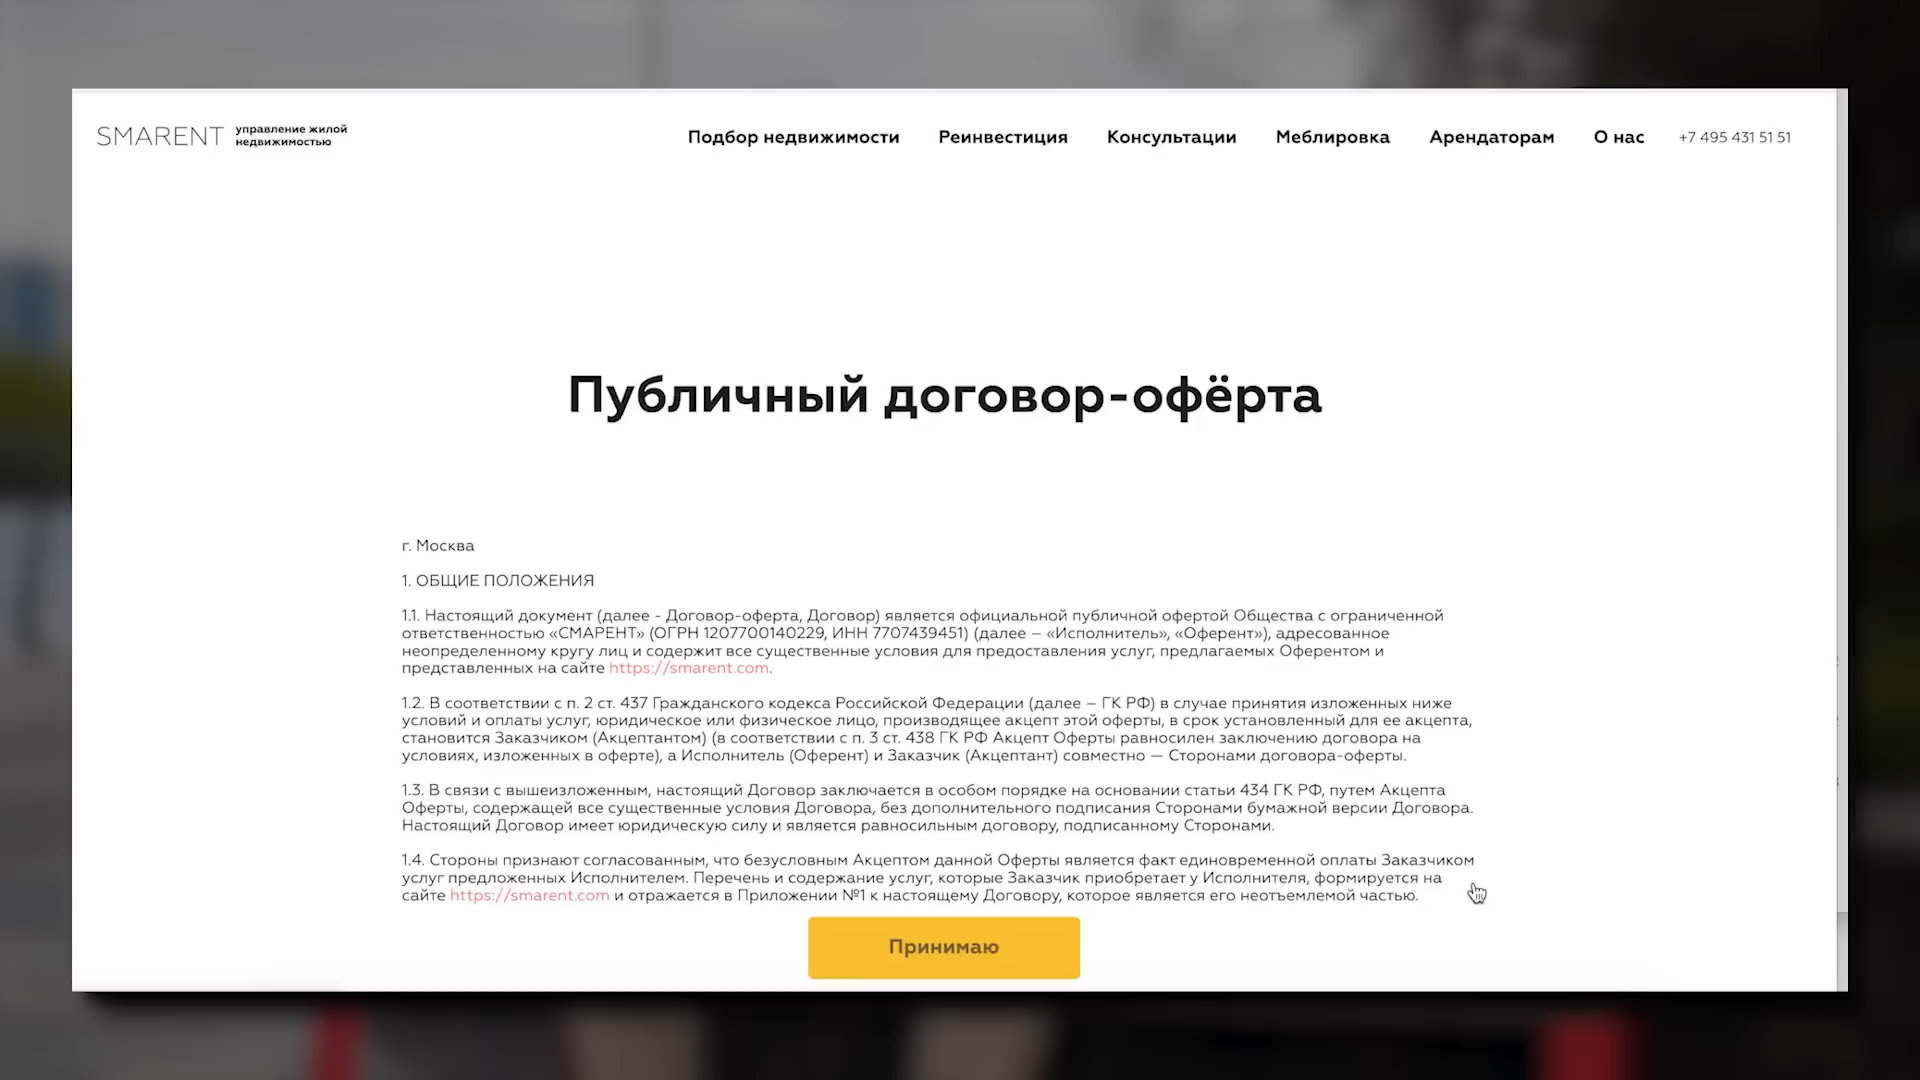 SMARENT управление жилой
недвижимостью
Подбор недвижимости Реинвестиция Консультации Меблировка Арендаторам О нас +7 495 431 51 51
Публичный договор-офёрта
г. Москва
1. ОБЩИЕ ПОЛОЖЕНИЯ
1.1. Настоящий документ (далее - Договор-оферта, Договор) является официальной публичной офертой Общества с ограниченной
ответственностью «СМАРЕНТ» (ОГРН 1207700140229, ИНН 7707439451) (далее – «Исполнитель», «Оферент»), адресованное
неопределенному кругу лиц и содержит все существенные условия для предоставления услуг, предлагаемых Оферентом и
представленных на сайте https://smarent.com.
1.2. В соответствии с п. 2 ст. 437 Гражданского кодекса Российской Федерации (далее – ГК РФ) в случае принятия изложенных ниже
условий и оплаты услуг, юридическое или физическое лицо, производящее акцепт этой оферты, в срок установленный для ее акцепта,
становится Заказчиком (Акцептантом) (в соответствии с п. 3 ст. 438 ГК РФ Акцепт Оферты равносилен заключению договора на
условиях, изложенных в оферте), а Исполнитель (Оферент) и Заказчик (Акцептант) совместно — Сторонами договора-оферты.
1.3. В связи с вышеизложенным, настоящий Договор заключается в особом порядке на основании статьи 434 ГК РФ, путем Акцепта
Оферты, содержащей все существенные условия Договора, без дополнительного подписания Сторонами бумажной версии Договора.
Настоящий Договор имеет юридическую силу и является равносильным договору, подписанному Сторонами.
1.4. Стороны признают согласованным, что безусловным Акцептом данной Оферты является факт единовременной оплаты Заказчиком
услуг предложенных Исполнителем. Перечень и содержание услуг, которые Заказчик приобретает у Исполнителя, формируется на
сайте https://smarent.com и отражается в Приложении №1 к настоящему Договору, которое является его неотъемлемой частью.
Принимаю